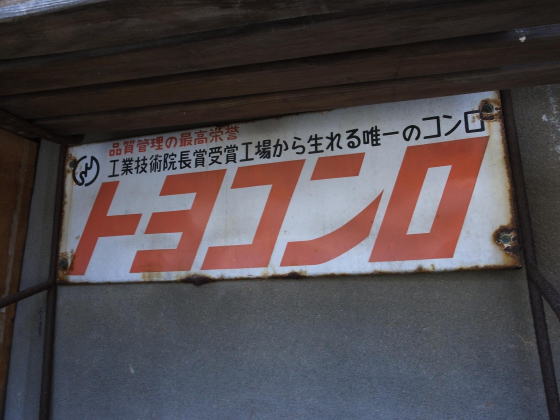 品質管理の最高栄誉
工業技術院長賞受賞工場から生れる唯一のコンロ
トヨコンロ